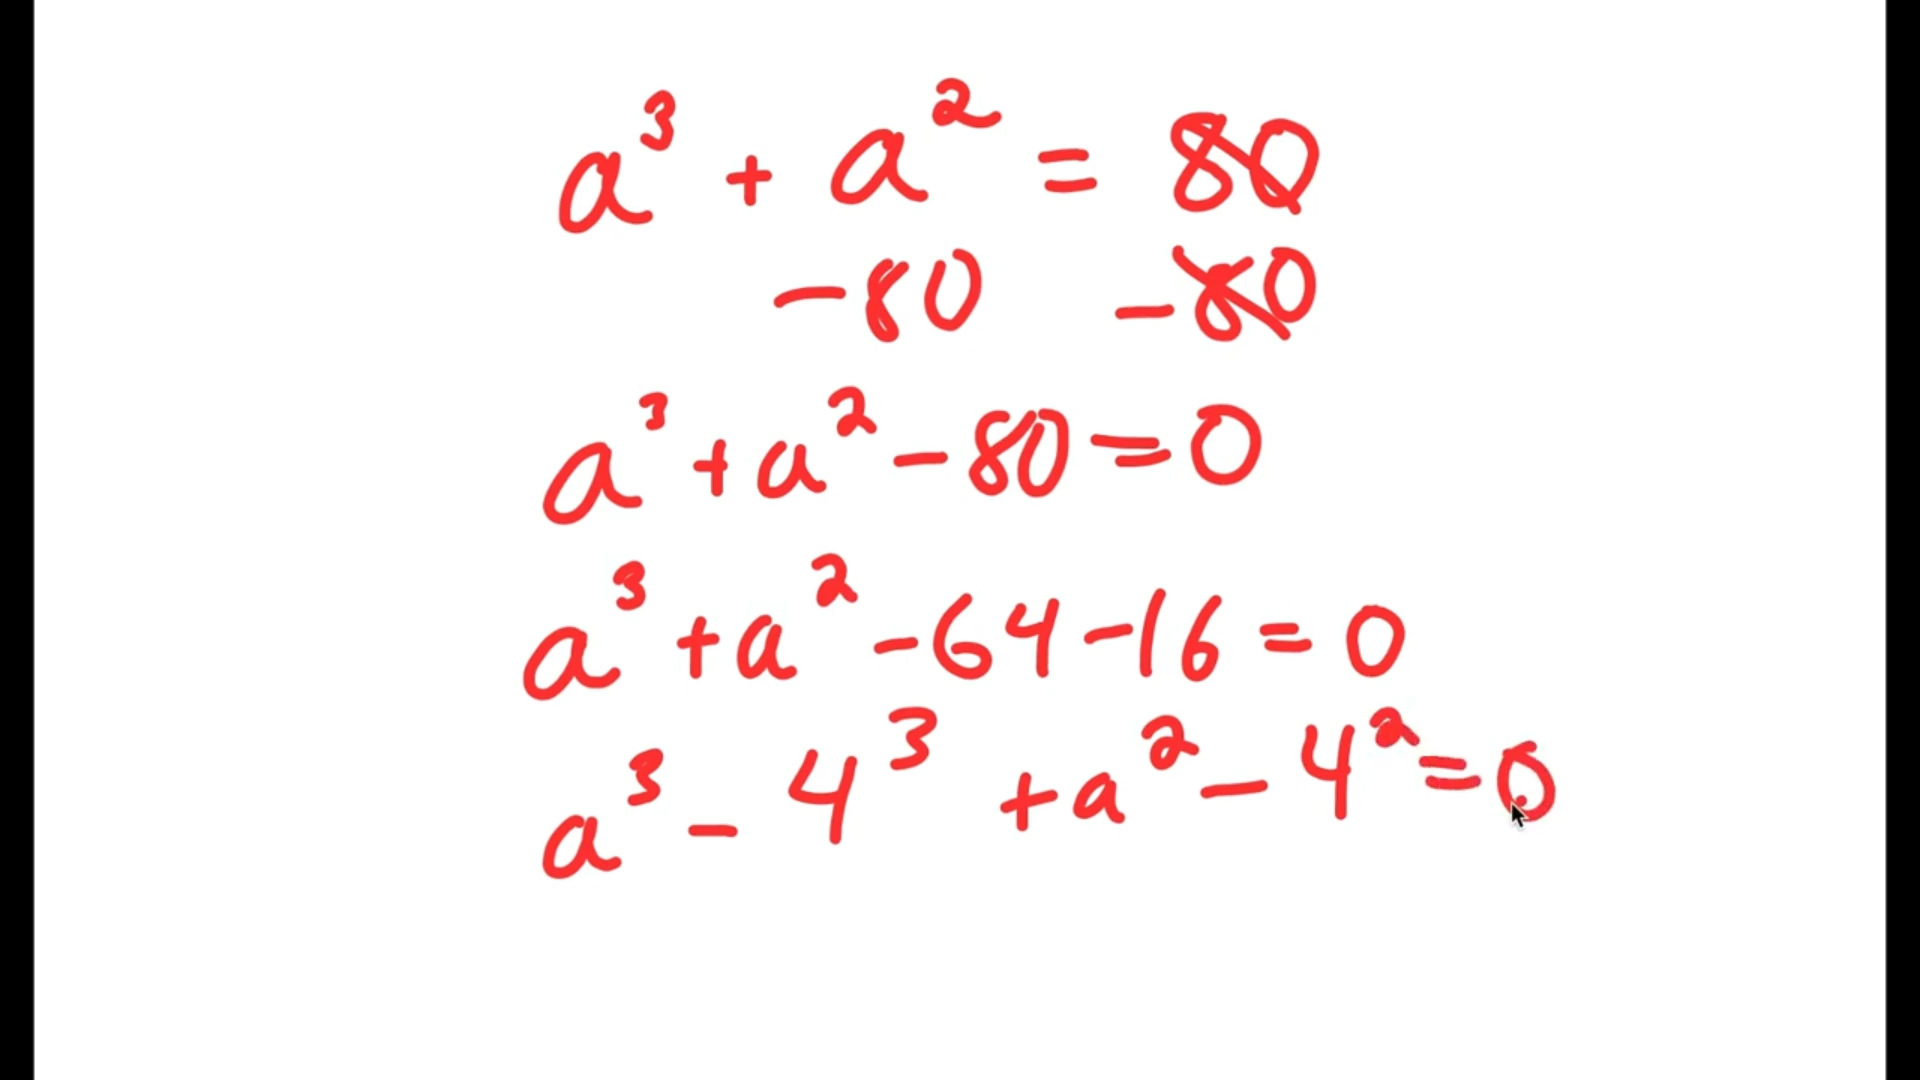 a³ + a² = 80
-80 -80
a³ + a² - 80 = 0
a³ + a² - 64 - 16 = 0
a³ - 4³ + a² - 4² = 0